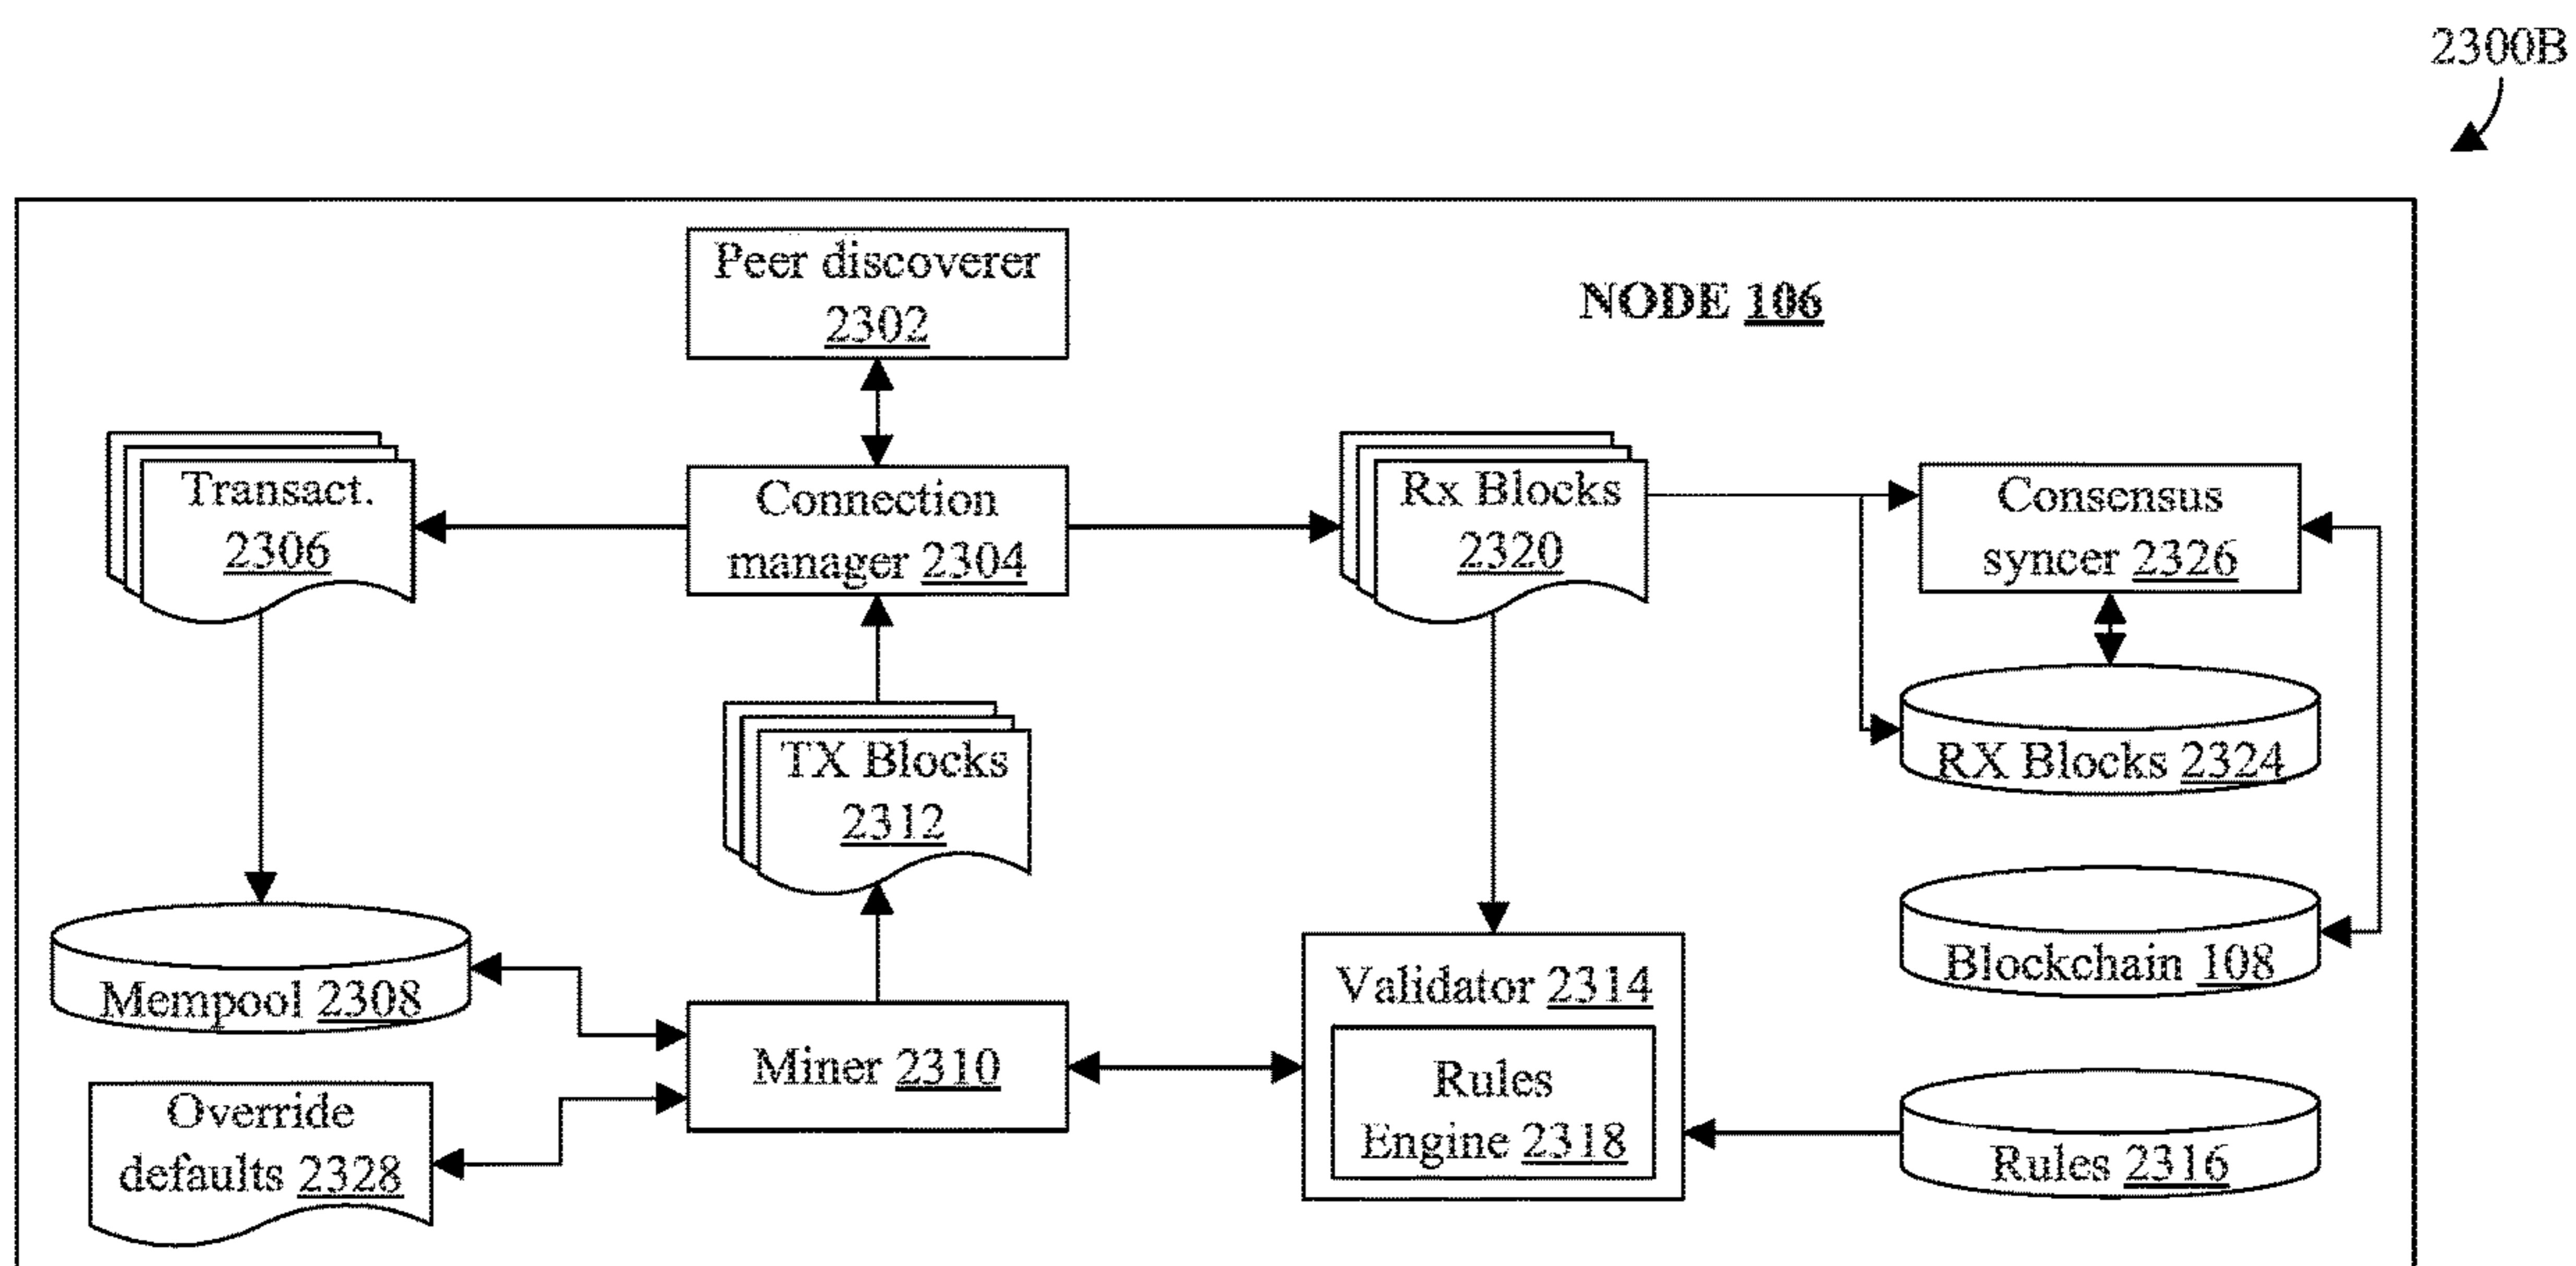 2300B
Peer discoverer
2302
NODE 106
Transact.
2306
Connection
manager 2304
Rx Blocks
2320
Consensus
syncer 2326
TX Blocks
2312
RX Blocks 2324
Mempool 2308
Miner 2310
Validator 2314
Rules
Engine 2318
Blockchain 108
Override
defaults 2328
Rules 2316